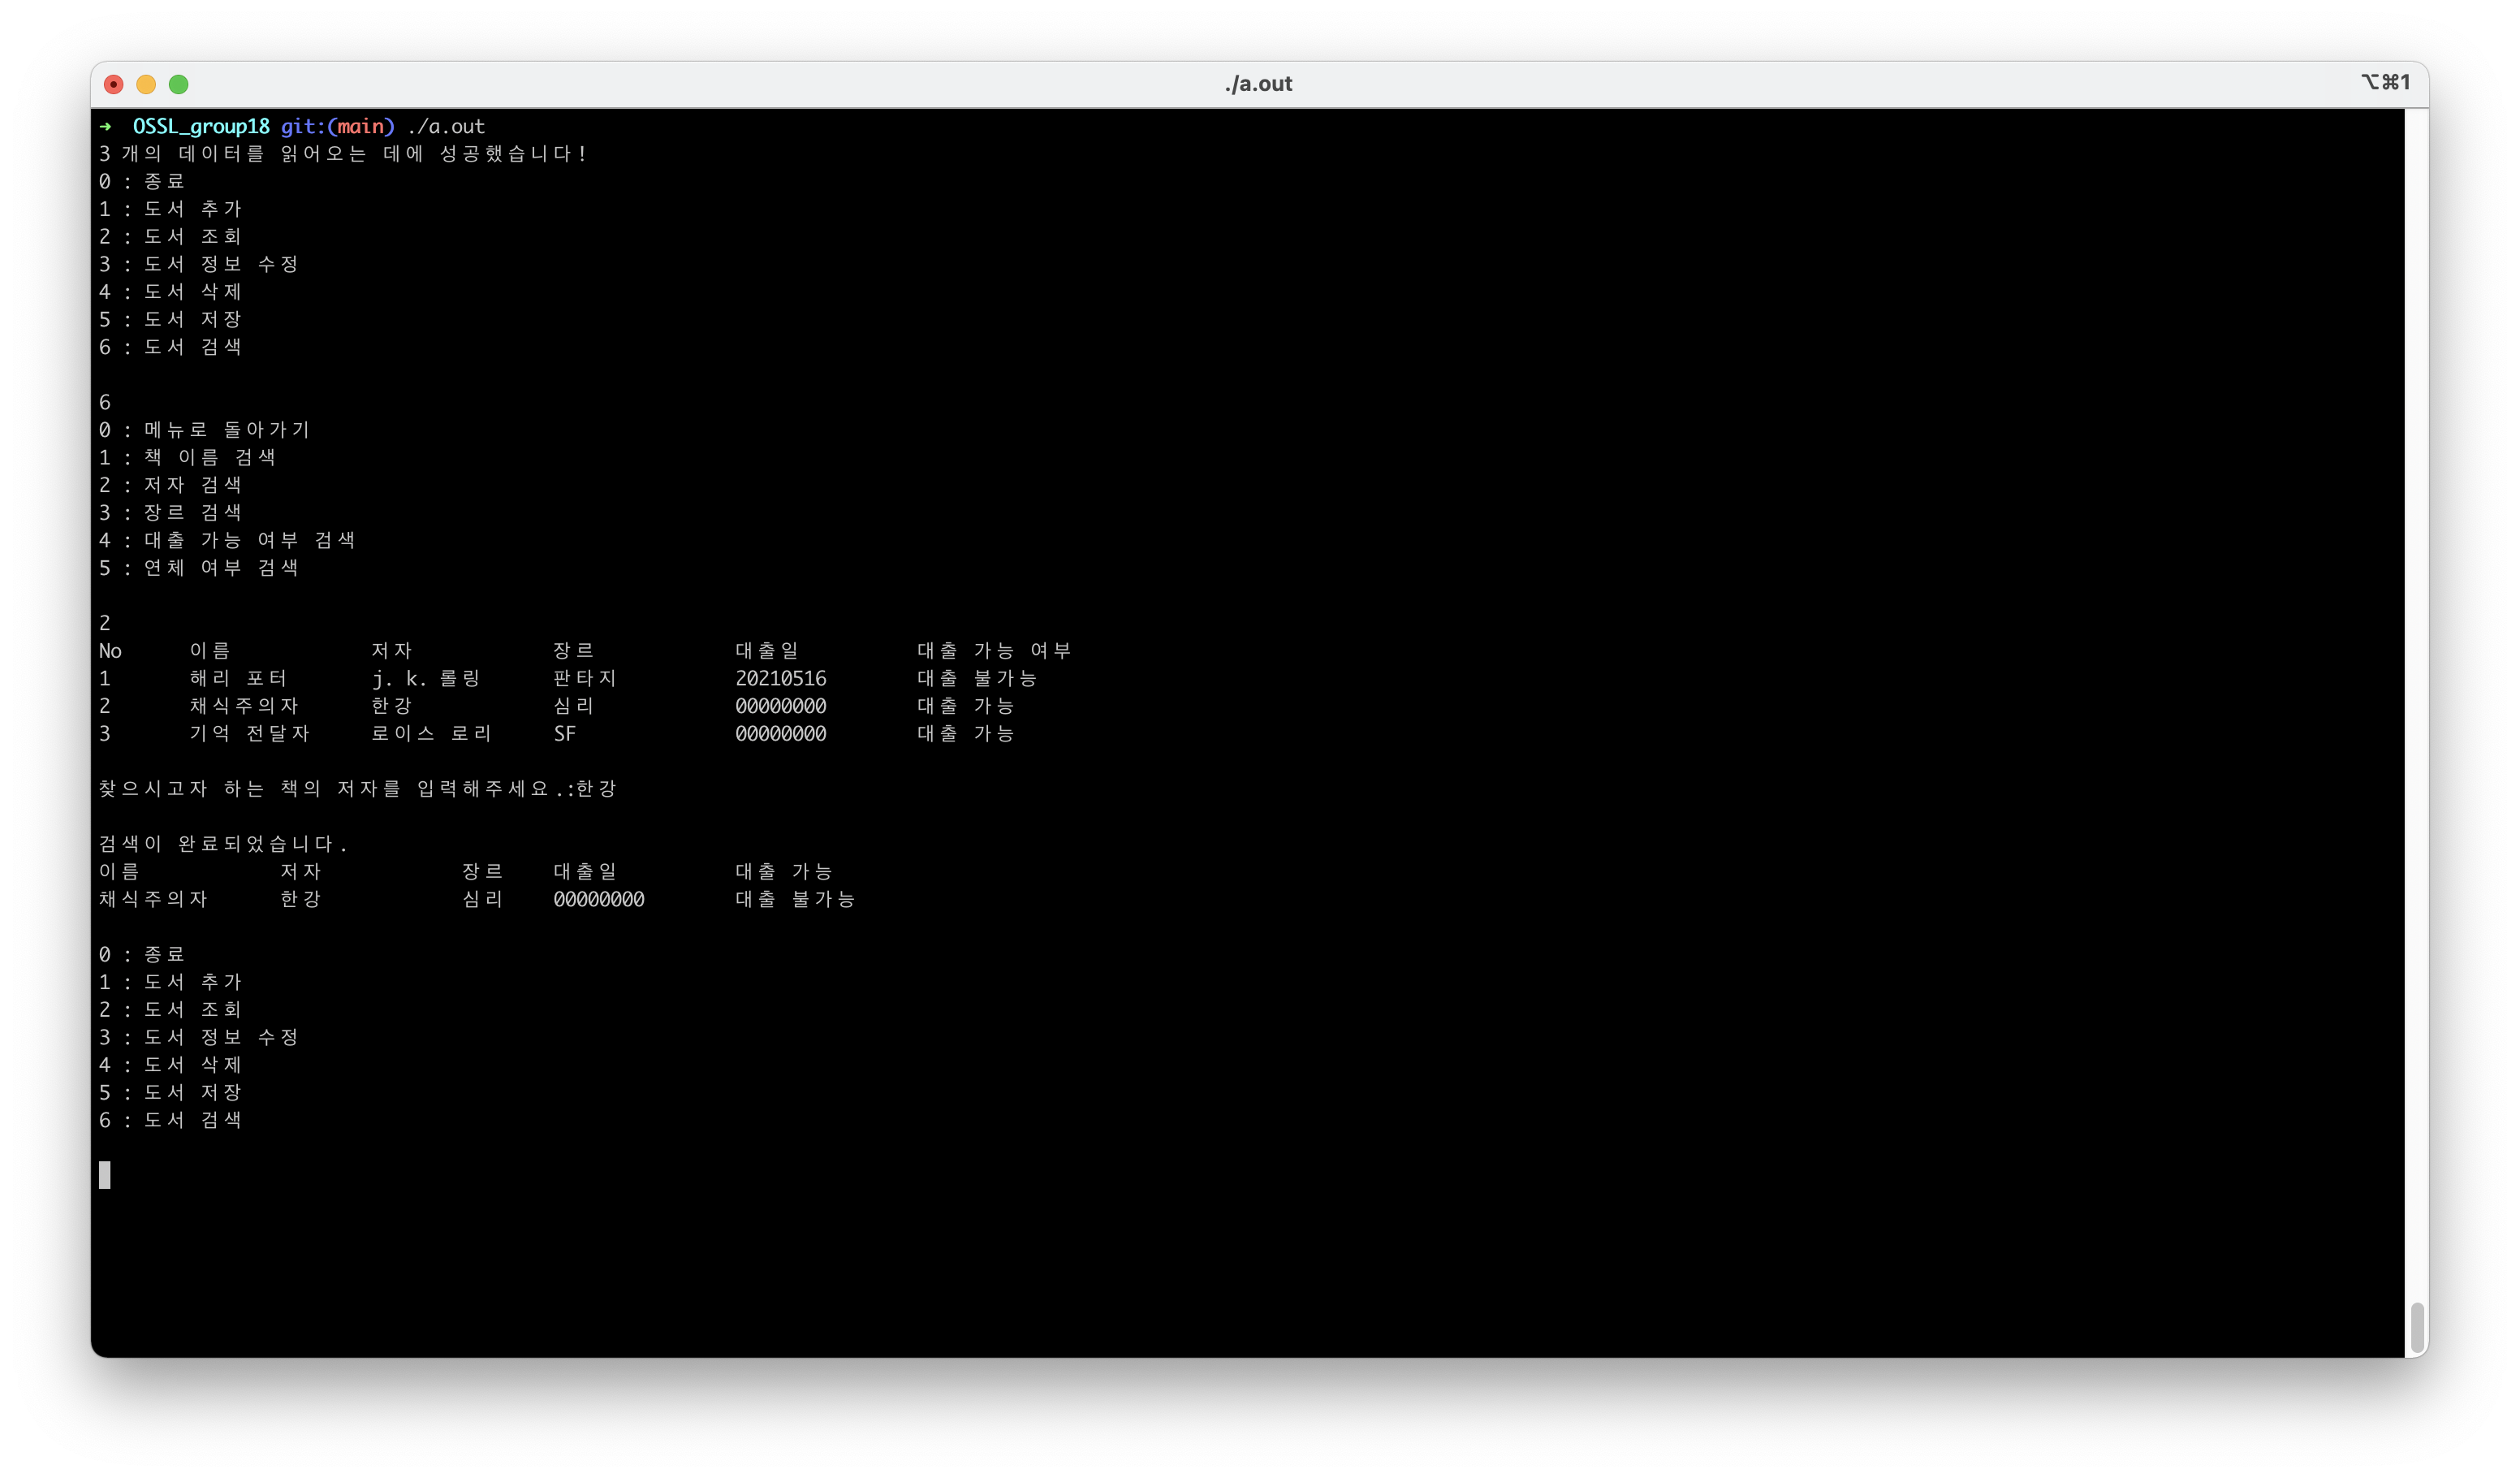 ./a.out
⌥⌘1
➜ OSSL_group18 git:(main) ./a.out
3 개의 데이터를 읽어오는 데에 성공했습니다!
0 : 종료
1 : 도서 추가
2 : 도서 조회
3 : 도서 정보 수정
4 : 도서 삭제
5 : 도서 저장
6 : 도서 검색
6
0 : 메뉴로 돌아가기
1 : 책 이름 검색
2 : 저자 검색
3 : 장르 검색
4 : 대출 가능 여부 검색
5 : 연체 여부 검색
2
No 이름 저자 장르 대출일 대출 가능 여부
1 해리 포터 j. k. 롤링 판타지 20210516 대출 불가능
2 채식주의자 한강 심리 00000000 대출 가능
3 기억 전달자 로이스 로리 SF 00000000 대출 가능
찾으시고자 하는 책의 저자를 입력해주세요.:한강
검색이 완료되었습니다.
이름 저자 장르 대출일 대출 가능
채식주의자 한강 심리 00000000 대출 불가능
0 : 종료
1 : 도서 추가
2 : 도서 조회
3 : 도서 정보 수정
4 : 도서 삭제
5 : 도서 저장
6 : 도서 검색